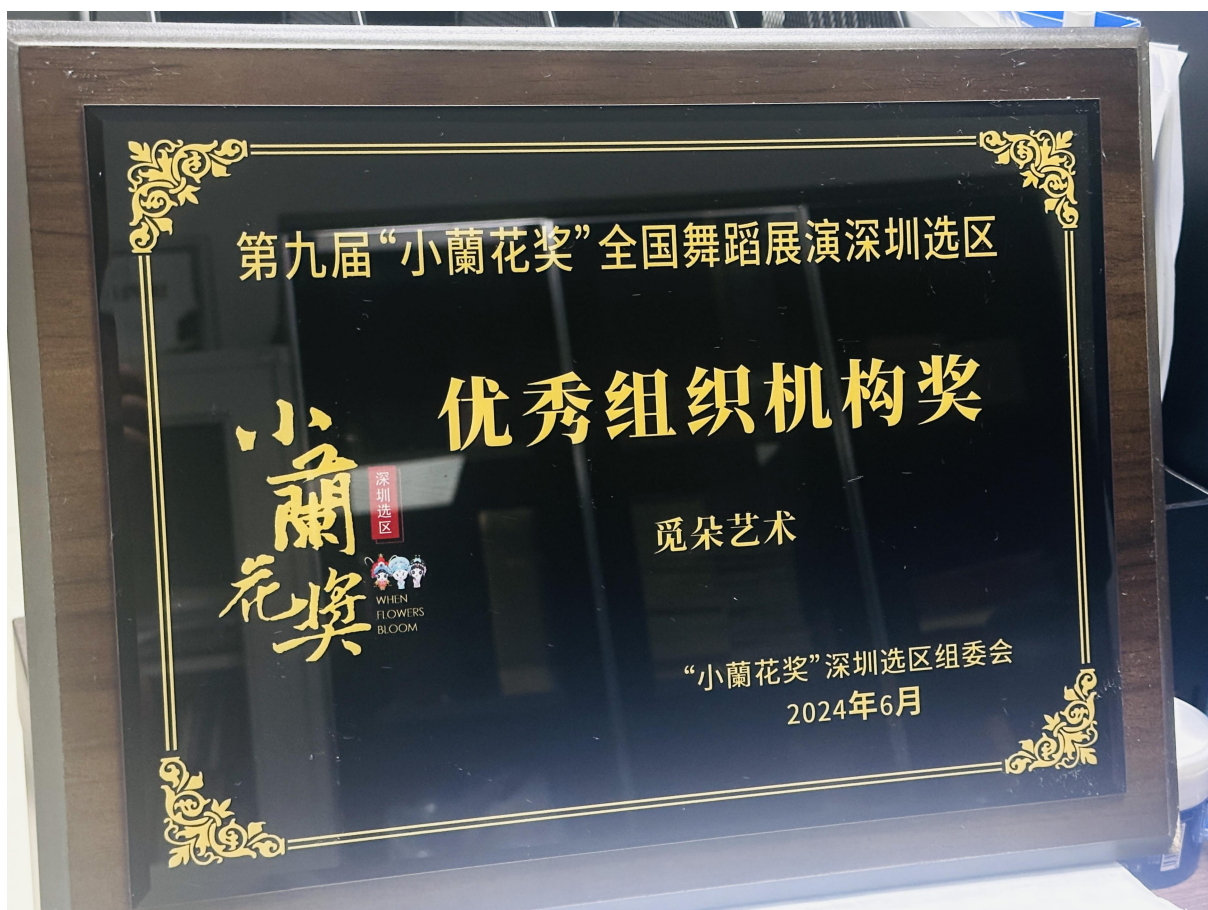 第九届“小蘭花奖”全国舞蹈展演深圳选区
优秀组织机构奖
小
蘭
花
奖
深圳选区
WHEN
FLOWERS
BLOOM
觅朵艺术
“小蘭花奖”深圳选区组委会
2024年6月